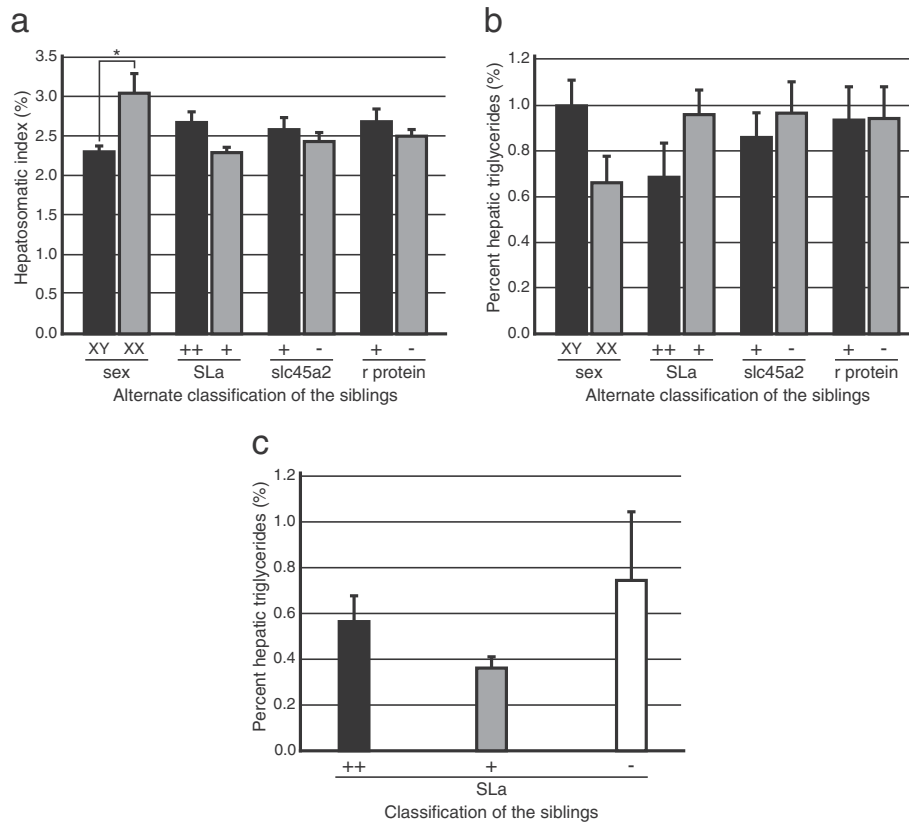 a
Hepatosomatic index (%)
3.5
3.0
2.5
2.0
1.5
1.0
0.5
0.0
*
XY XX ++ + + - + -
sex SLa slc45a2 r protein
Alternate classification of the siblings
b
Percent hepatic triglycerides (%)
1.2
1.0
0.8
0.6
0.4
0.2
0.0
XY XX ++ + + - + -
sex SLa slc45a2 r protein
Alternate classification of the siblings
c
Percent hepatic triglycerides (%)
1.2
1.0
0.8
0.6
0.4
0.2
0.0
++ + -
SLa
Classification of the siblings